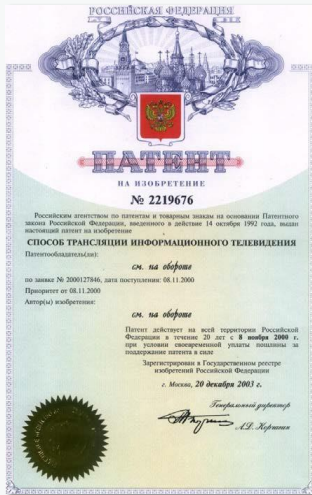 РОССИЙСКАЯ ФЕДЕРАЦИЯ
ПАТЕНТ
НА ИЗОБРЕТЕНИЕ
№ 2219676
Российским агентством по патентам и товарным знакам на основании Патентного
закона Российской Федерации, введенного в действие 14 октября 1992 года, выдан
настоящий патент на изобретение
СПОСОБ ТРАНСЛЯЦИИ ИНФОРМАЦИОННОГО ТЕЛЕВИДЕНИЯ
Патентообладатель(ли):
см. на обороте
по заявке № 2000127846, дата поступления: 08.11.2000
Приоритет от 08.11.2000
Автор(ы) изобретения:
см. на обороте
Патент действует на всей территории Российской
Федерации в течение 20 лет с 8 ноября 2000 г.
при условии своевременной уплаты пошлины за
поддержание патента в силе
Зарегистрирован в Государственном реестре
изобретений Российской Федерации
г. Москва, 20 декабря 2003 г.
Генеральный директор
А.Д. Корчагин